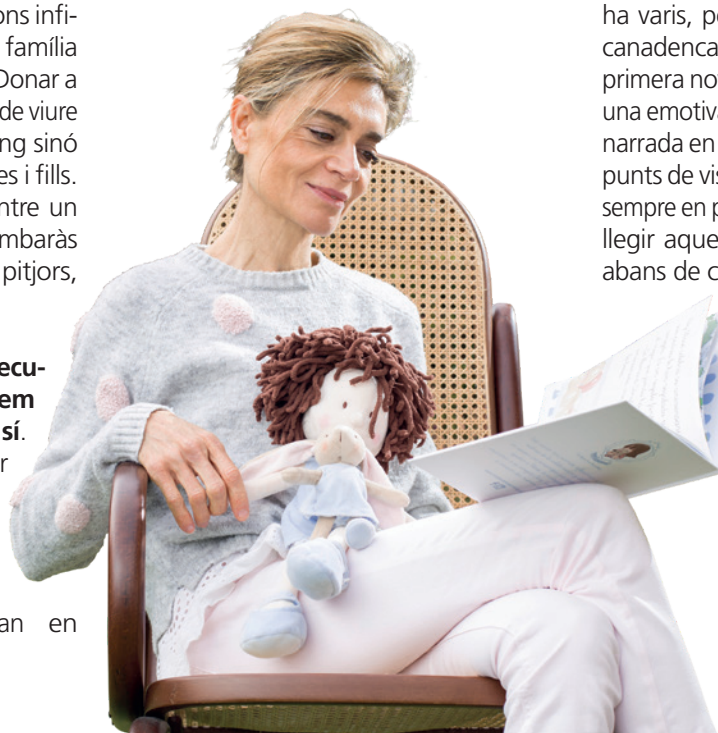 ons infi-
família
Donar a
de viure
ng sinó
es i fills.
ntre un
mbaràs
pitjors,
ecu-
em
sí.
r
an en
ha varis, pe
canadenca
primera no
una emotiva
narrada en
punts de vis
sempre en p
llegir aque
abans de c